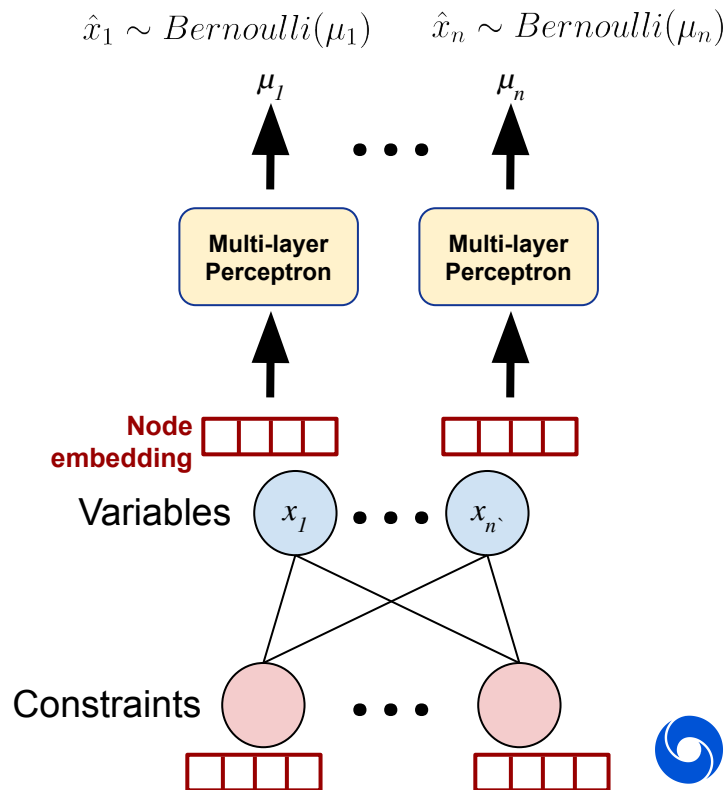 x̂₁ ∼ Bernoulli(μ₁) x̂ₙ ∼ Bernoulli(μₙ)
μ₁ μₙ
Multi-layer Perceptron
Multi-layer Perceptron
Node
embedding
Variables
x₁ xₙ`
Constraints